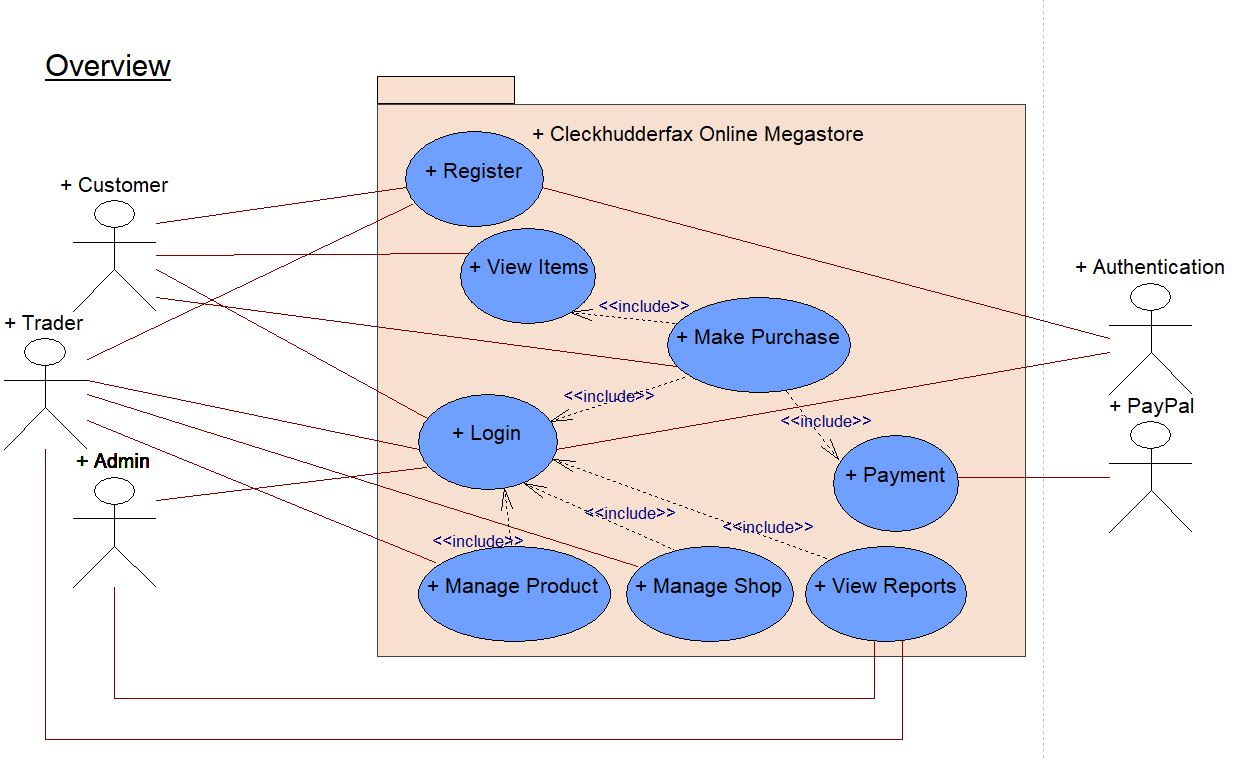 Overview
+ Cleckhudderfax Online Megastore
+ Register
+ Customer
+ View Items
+ Authentication
<<include>>
+ Trader
+ Make Purchase
<<include>>
+ PayPal
<<include>>
+ Login
+ Admin
+ Payment
<<include>>
<<include>>
<<include>>
+ Manage Product
+ Manage Shop
+ View Reports